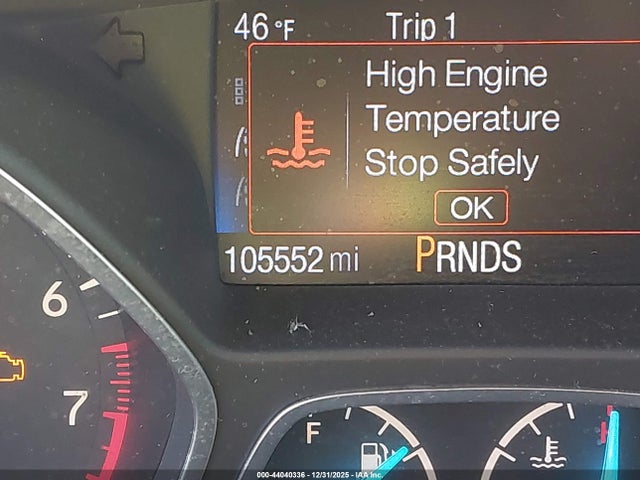 46°F Trip 1
High Engine
Temperature
Stop Safely
OK
105552 mi PRNDS
6
7
F
H
000-44040336 - 12/31/2025 - IAA Inc.